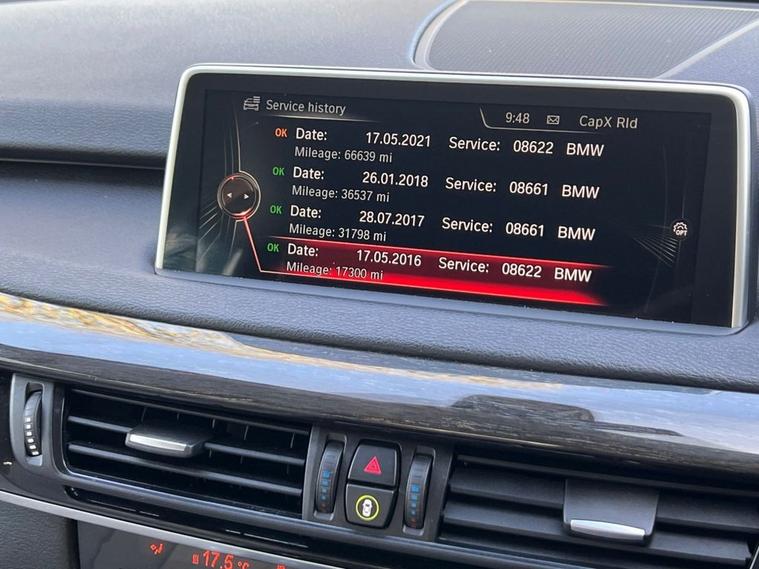 Service history
9:48 CapX Rld
OK Date: 17.05.2021 Service: 08622 BMW
Mileage: 66639 mi
OK Date: 26.01.2018 Service: 08661 BMW
Mileage: 36537 mi
OK Date: 28.07.2017 Service: 08661 BMW
Mileage: 31798 mi
OK Date: 17.05.2016 Service: 08622 BMW
Mileage: 17300 mi
OPT
17.5 °C